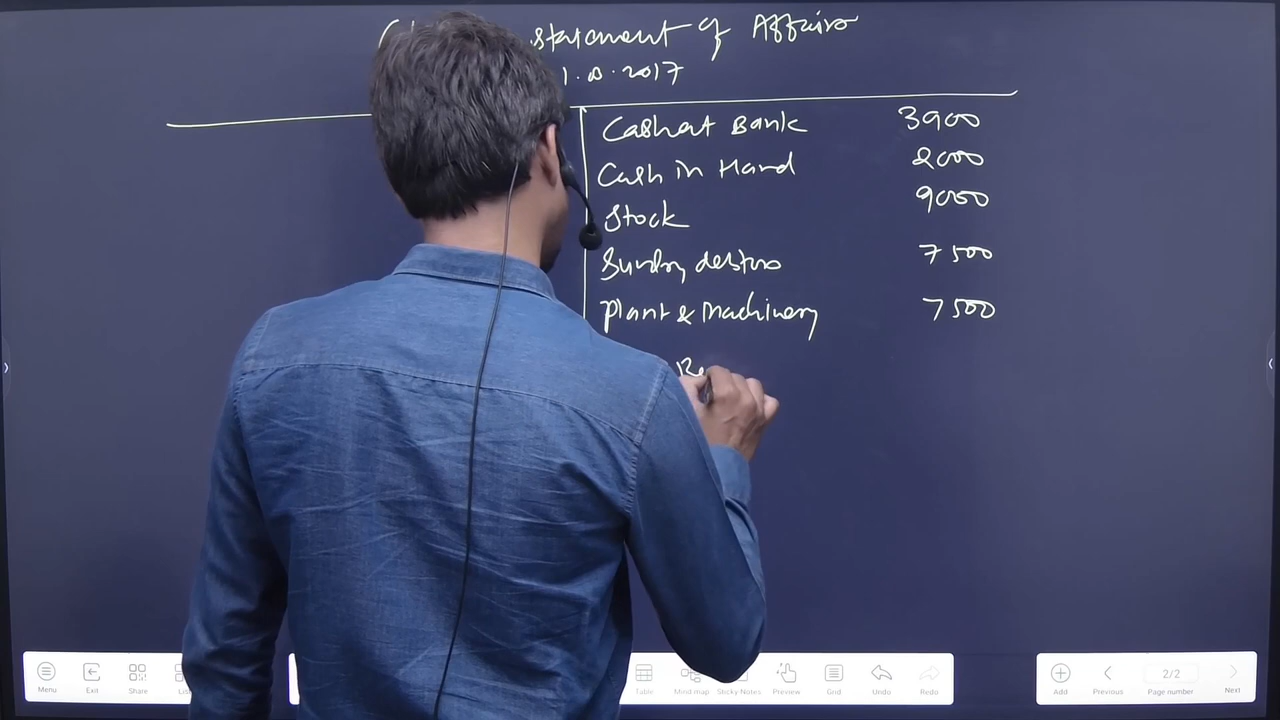 statement of Affairs
1.8.2017
Cash at Bank 3900
Cash in Hand 2000
Stock 9000
Sundry debtors 7500
Plant & Machinery 7500
Menu
Exit
Share
Table
Mind map
Sticky Notes
Preview
Grid
Undo
Redo
Add
Previous
2/2
Page number
Next